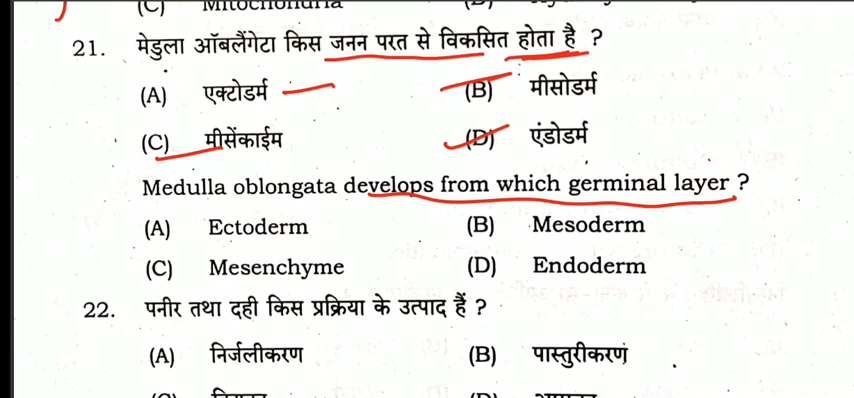 (C) Mitochondria
21. मेडुला ऑबलैंगेटा किस जनन परत से विकसित होता है ?
(A) एक्टोडर्म (B) मीसोडर्म
(C) मीसेंकाईम (D) एंडोडर्म
Medulla oblongata develops from which germinal layer ?
(A) Ectoderm (B) Mesoderm
(C) Mesenchyme (D) Endoderm
22. पनीर तथा दही किस प्रक्रिया के उत्पाद हैं ?
(A) निर्जलीकरण (B) पास्तुरीकरण